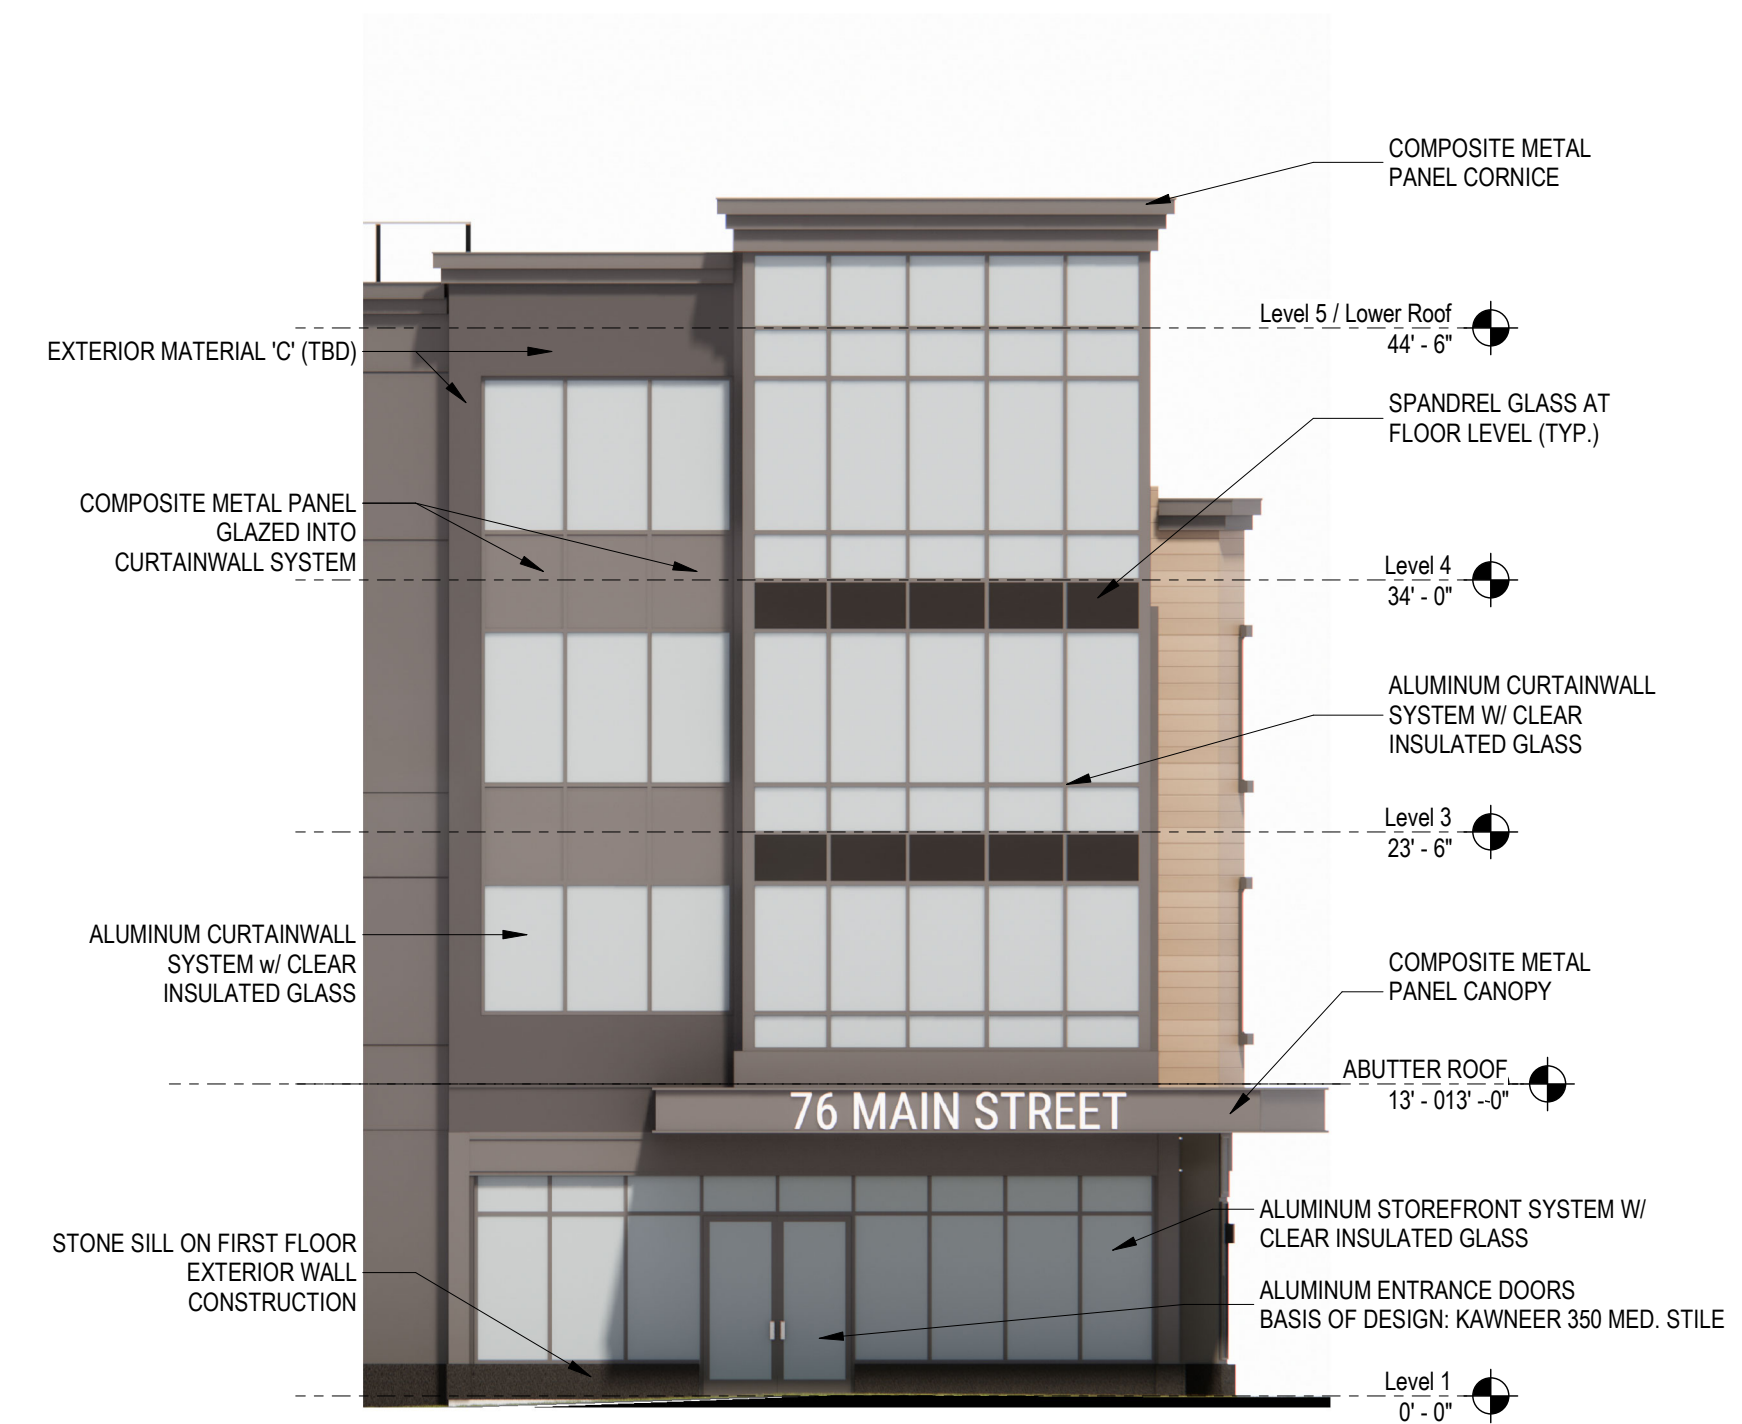 COMPOSITE METAL
PANEL CORNICE
Level 5 / Lower Roof
44' - 6"
EXTERIOR MATERIAL 'C' (TBD)
SPANDREL GLASS AT
FLOOR LEVEL (TYP.)
COMPOSITE METAL PANEL
GLAZED INTO
CURTAINWALL SYSTEM
Level 4
34' - 0"
ALUMINUM CURTAINWALL
SYSTEM W/ CLEAR
INSULATED GLASS
Level 3
23' - 6"
ALUMINUM CURTAINWALL
SYSTEM w/ CLEAR
INSULATED GLASS
COMPOSITE METAL
PANEL CANOPY
ABUTTER ROOF
13' - 013' --0"
76 MAIN STREET
ALUMINUM STOREFRONT SYSTEM W/
CLEAR INSULATED GLASS
STONE SILL ON FIRST FLOOR
EXTERIOR WALL
CONSTRUCTION
ALUMINUM ENTRANCE DOORS
BASIS OF DESIGN: KAWNEER 350 MED. STILE
Level 1
0' - 0"